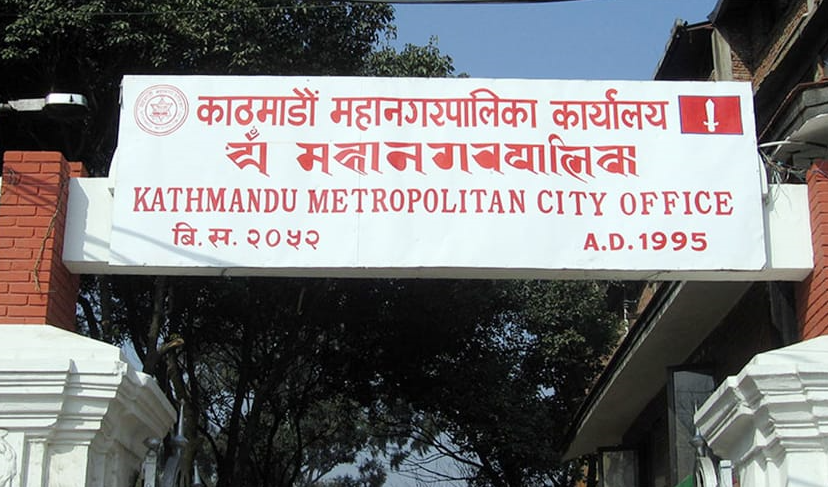 काठमाडौं महानगरपालिका कार्यालय
𑐩𑐴𑐵𑐣𑐐𑐬𑐥𑐵𑐮𑐶𑐎𑐵
KATHMANDU METROPOLITAN CITY OFFICE
बि. स. २०५२ A.D. 1995